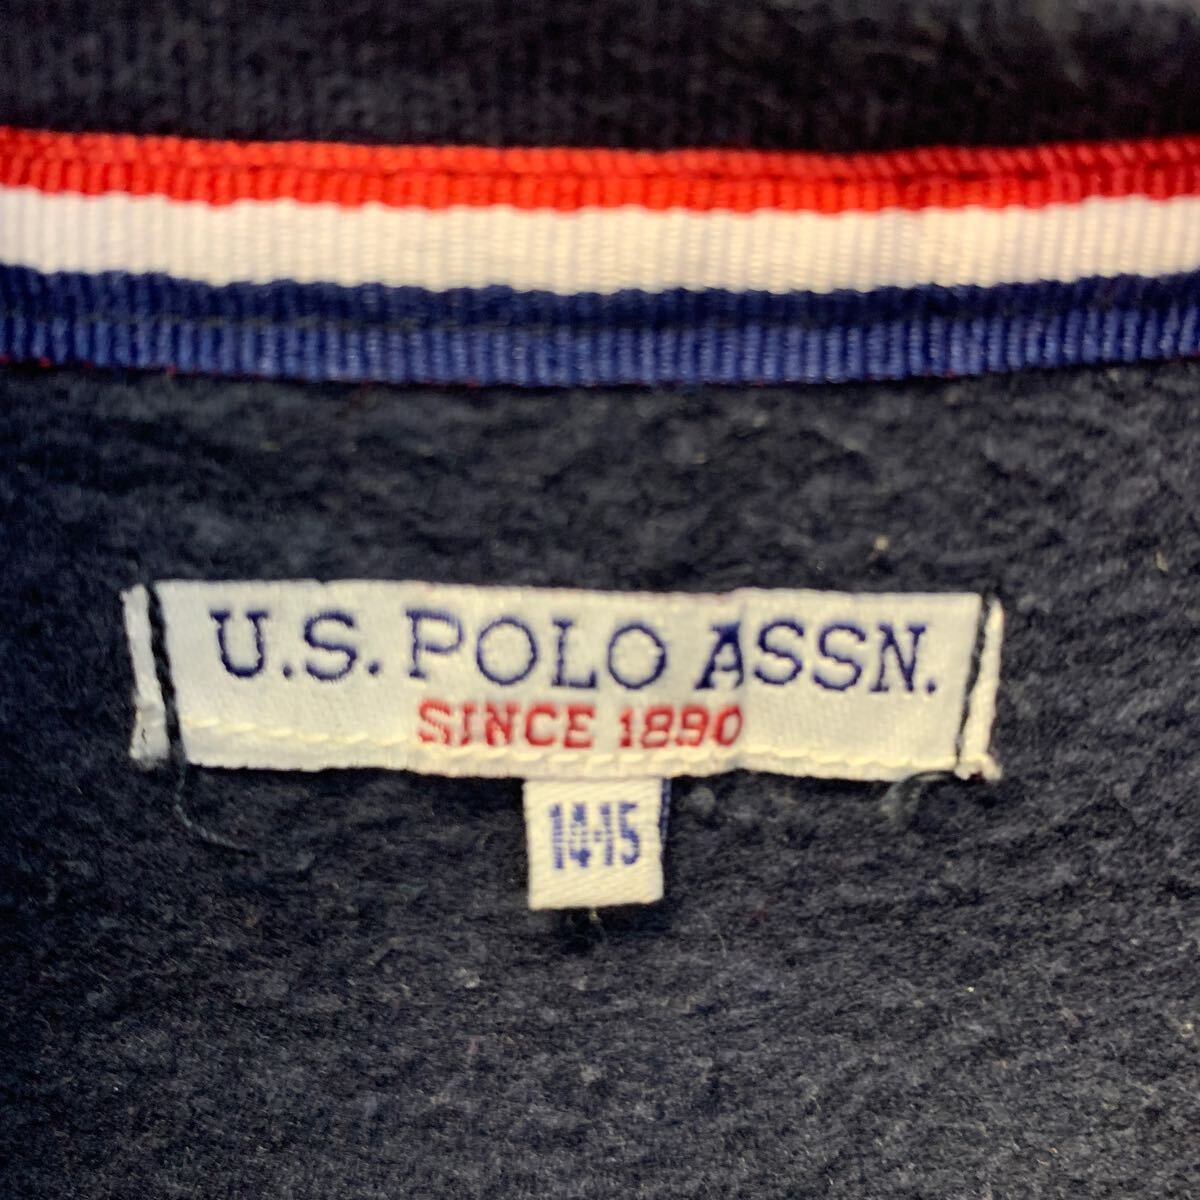 U.S. POLO ASSN.
SINCE 1890
14-15